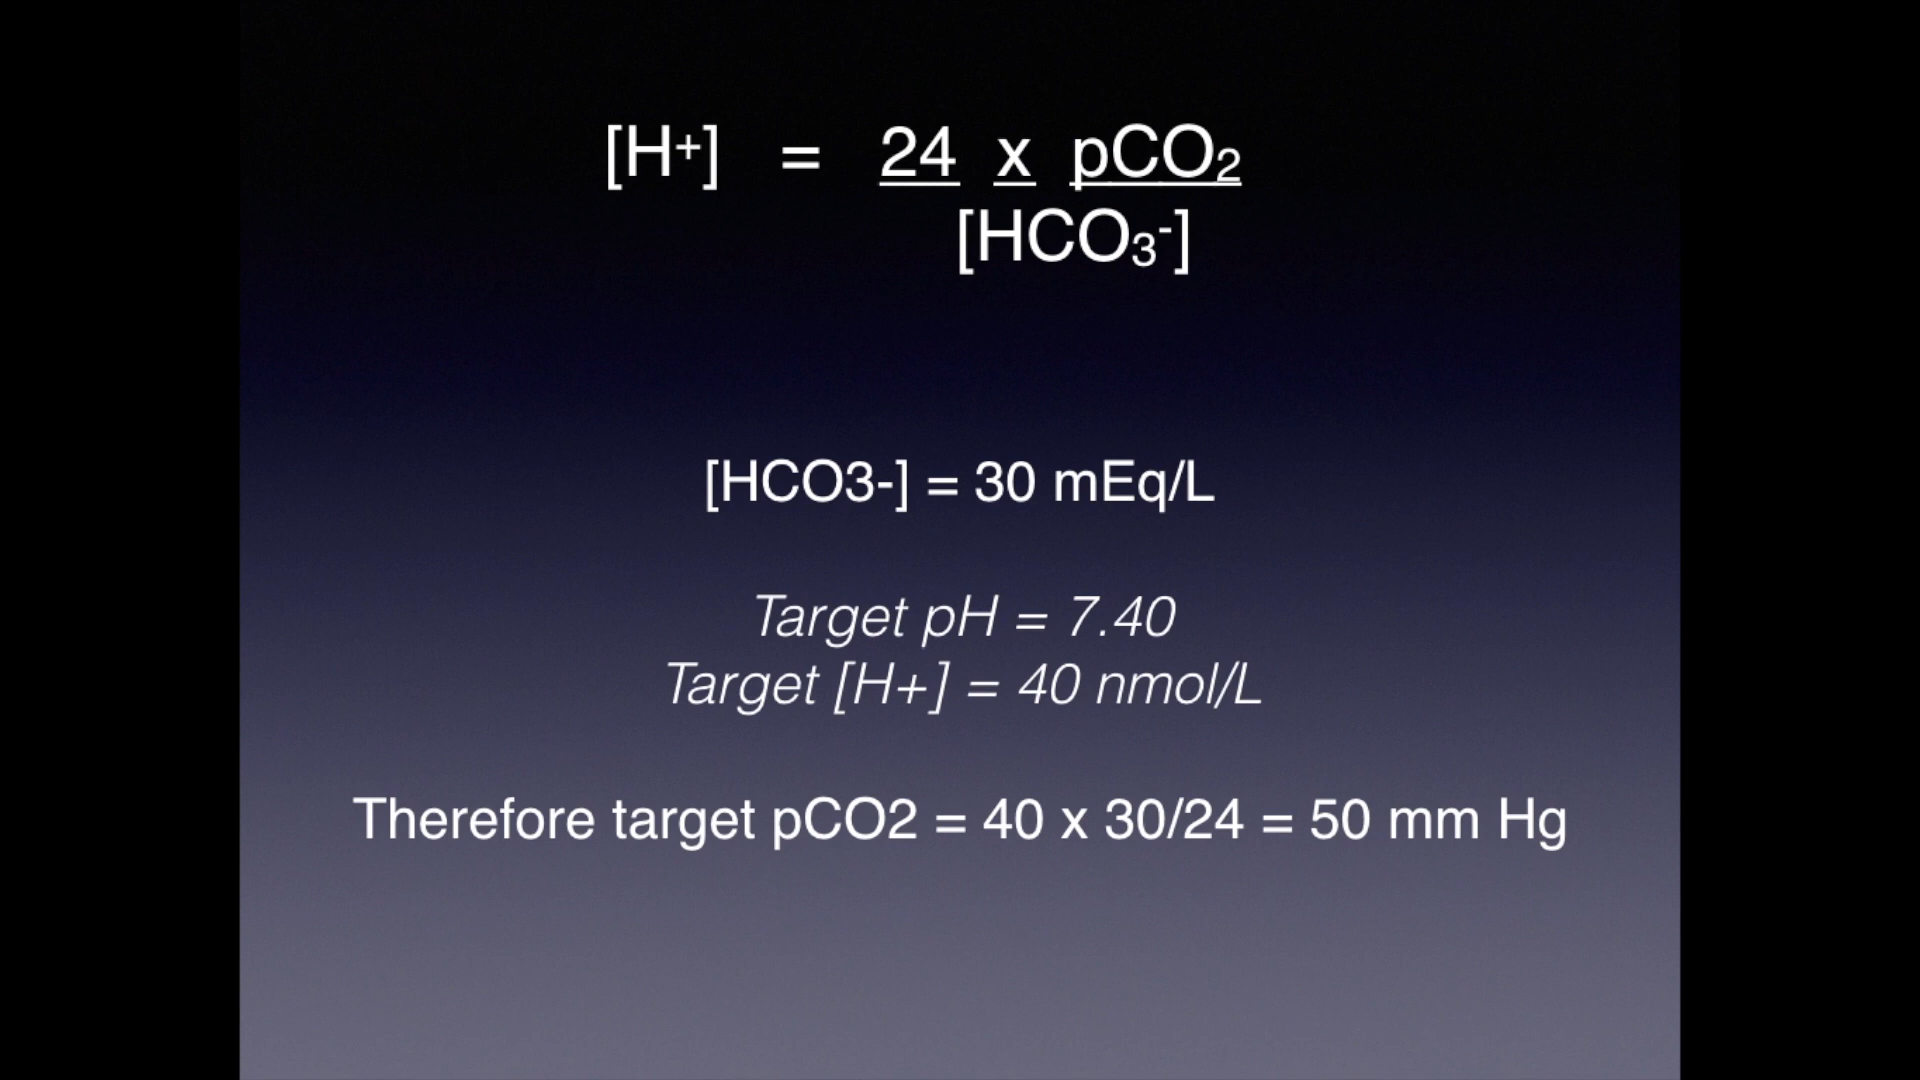 [H+] = 24 x pCO2
[HCO3-]
[HCO3-] = 30 mEq/L
Target pH = 7.40
Target [H+] = 40 nmol/L
Therefore target pCO2 = 40 x 30/24 = 50 mm Hg